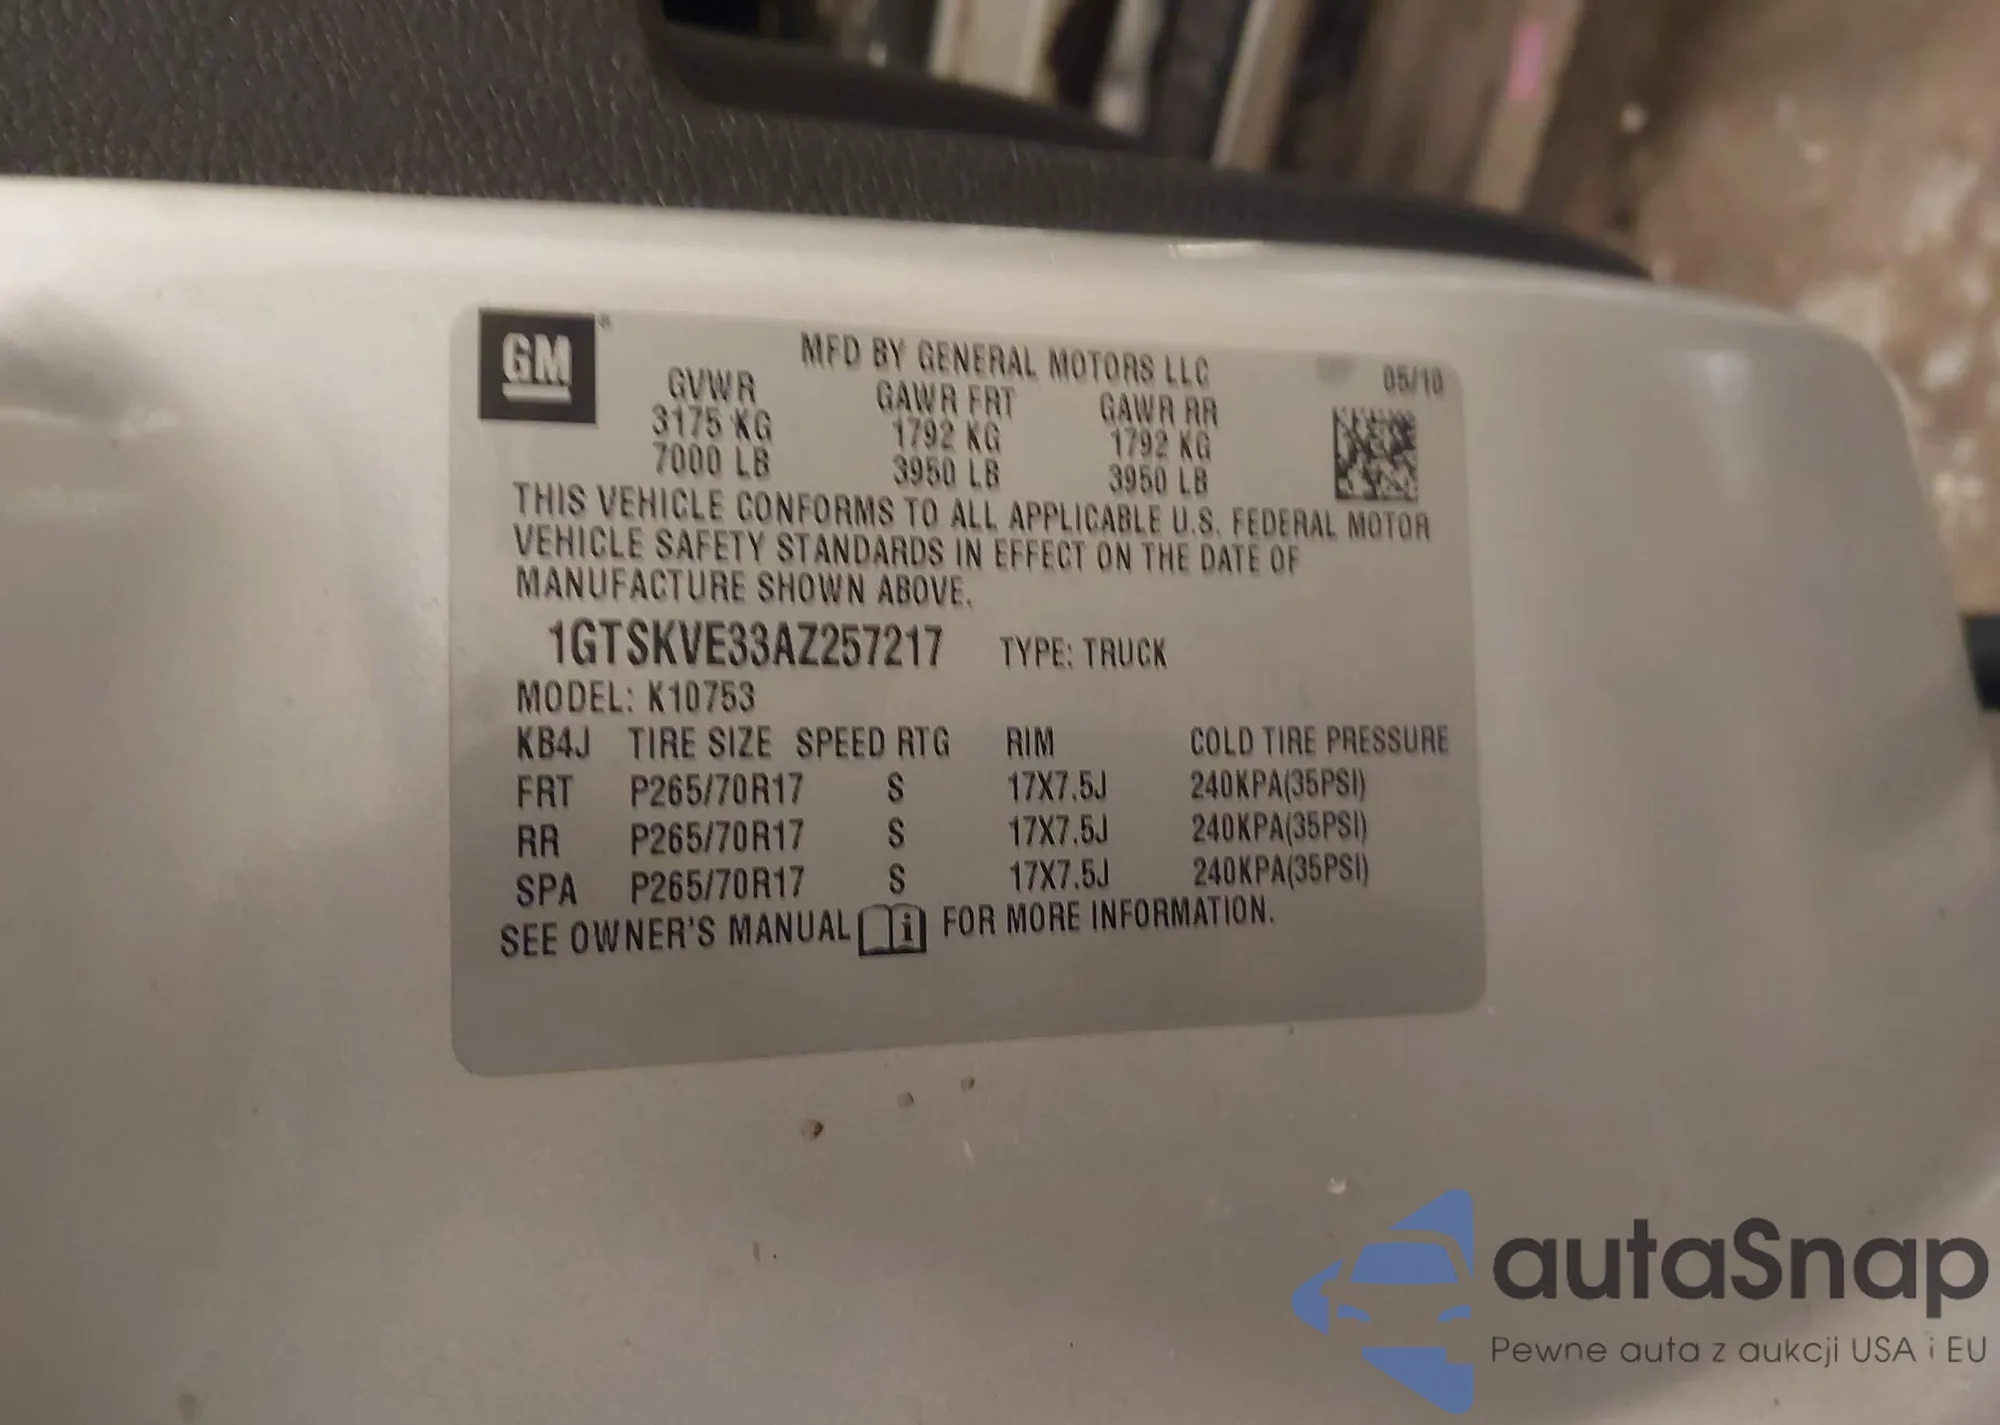 GM
MFD BY GENERAL MOTORS LLC 05/10
GVWR GAWR FRT GAWR RR
3175 KG 1792 KG 1792 KG
7000 LB 3950 LB 3950 LB
THIS VEHICLE CONFORMS TO ALL APPLICABLE U.S. FEDERAL MOTOR
VEHICLE SAFETY STANDARDS IN EFFECT ON THE DATE OF
MANUFACTURE SHOWN ABOVE.
1GTSKVE33AZ257217 TYPE: TRUCK
MODEL: K10753
KB4J TIRE SIZE SPEED RTG RIM COLD TIRE PRESSURE
FRT P265/70R17 S 17X7.5J 240KPA(35PSI)
RR P265/70R17 S 17X7.5J 240KPA(35PSI)
SPA P265/70R17 S 17X7.5J 240KPA(35PSI)
SEE OWNER'S MANUAL i FOR MORE INFORMATION.
autaSnap
Pewne auta z aukcji USA i EU